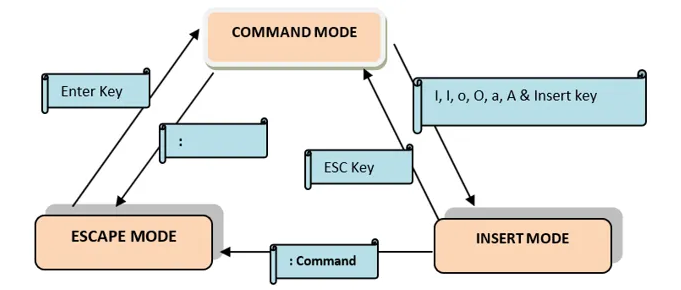 COMMAND MODE
Enter Key
I, I, o, O, a, A & Insert key
:
ESC Key
ESCAPE MODE
INSERT MODE
: Command